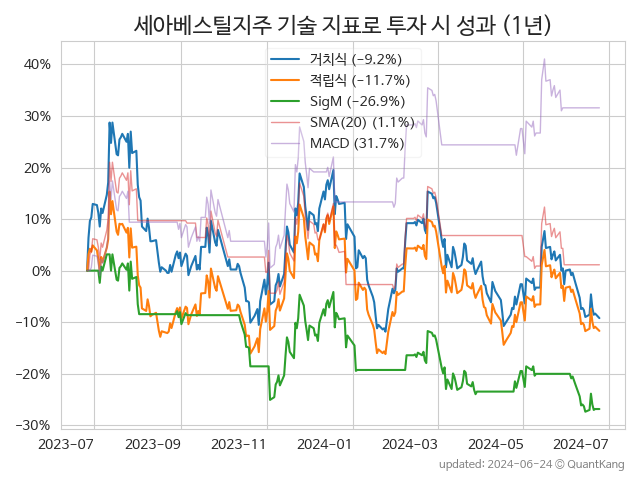 세아베스틸지주 기술 지표로 투자 시 성과 (1년)
거치식 (−9.2%)
적립식 (−11.7%)
SigM (−26.9%)
SMA(20) (1.1%)
MACD (31.7%)
40%
30%
20%
10%
0%
−10%
−20%
−30%
2023-07 2023-09 2023-11 2024-01 2024-03 2024-05 2024-07
updated: 2024-06-24 © QuantKang